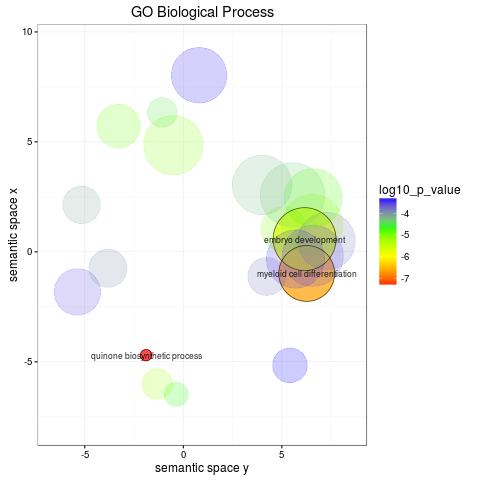 GO Biological Process
10
5
0
-5
semantic space x
embryo development
myeloid cell differentiation
quinone biosynthetic process
-5
0
5
semantic space y
log10_p_value
-4
-5
-6
-7